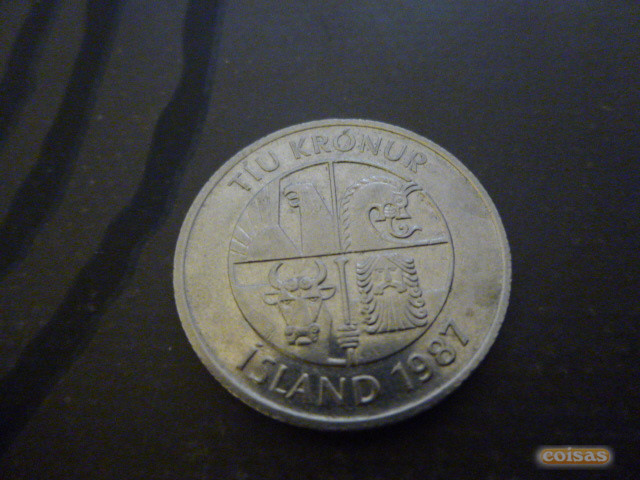 TÍU KRÓNUR
ÍSLAND 1987
coisas